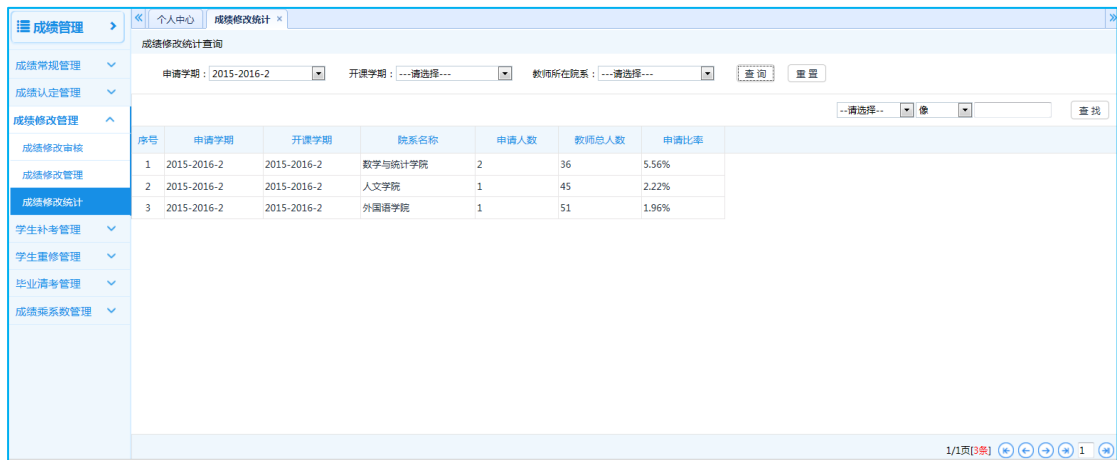 成绩管理
个人中心 成绩修改统计 ×
成绩修改统计查询
成绩常规管理
成绩认定管理
成绩修改管理
成绩修改审核
成绩修改管理
成绩修改统计
学生补考管理
学生重修管理
毕业清考管理
成绩乘系数管理
申请学期：2015-2016-2 开课学期：---请选择--- 教师所在院系：---请选择--- 查询 重置
--请选择-- 像 查找
序号 申请学期 开课学期 院系名称 申请人数 教师总人数 申请比率
1 2015-2016-2 2015-2016-2 数学与统计学院 2 36 5.56%
2 2015-2016-2 2015-2016-2 人文学院 1 45 2.22%
3 2015-2016-2 2015-2016-2 外国语学院 1 51 1.96%
1/1页[3条] 1